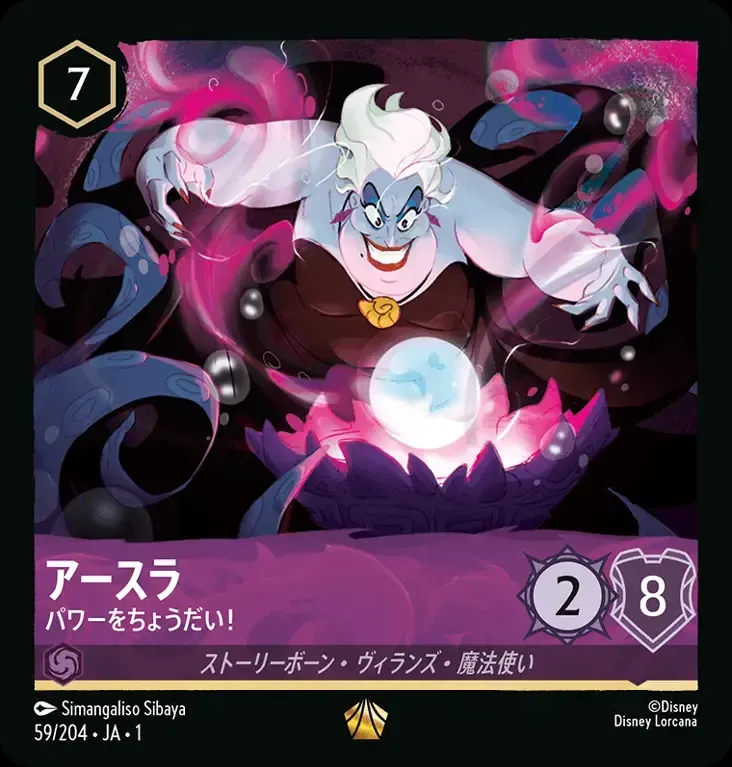 7
アースラ
パワーをちょうだい!
2
8
ストーリーボーン・ヴィランズ・魔法使い
Simangaliso Sibaya
59/204・JA・1
©Disney
Disney Lorcana